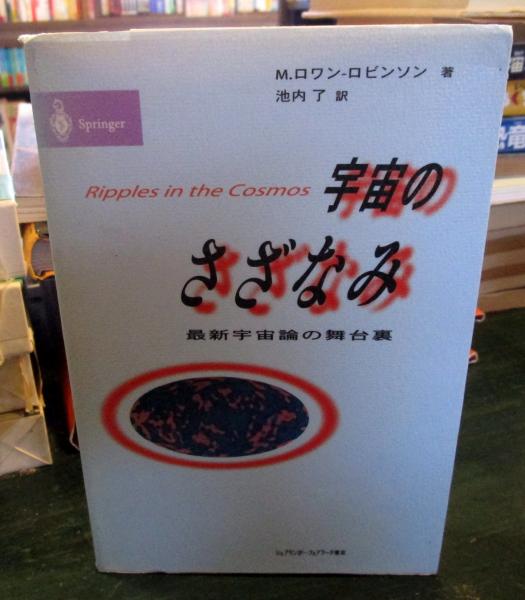 M.ロワン-ロビンソン 著
池内 了 訳
Springer
Ripples in the Cosmos
宇宙の
さざなみ
最新宇宙論の舞台裏
シュプリンガー・フェアラーク東京